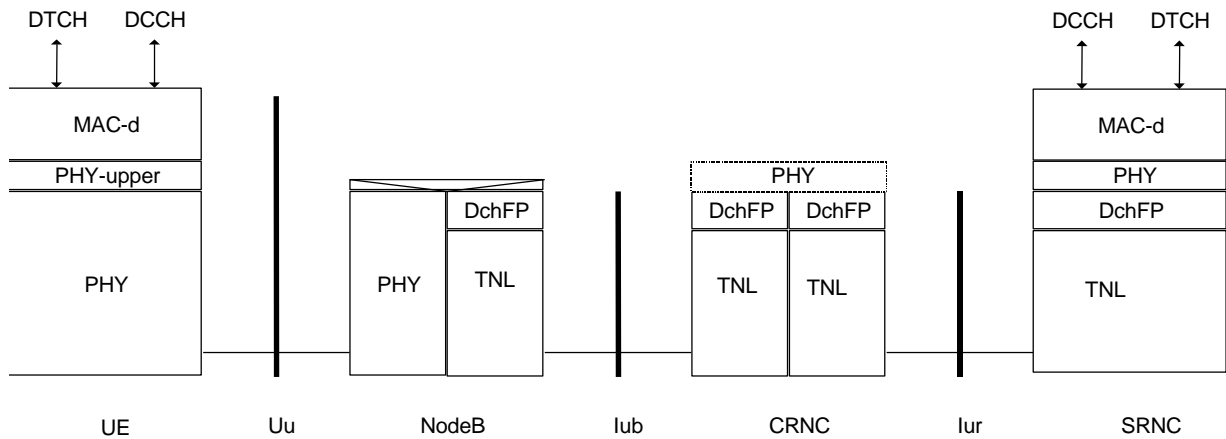 DTCH DCCH DCCH DTCH
MAC-d MAC-d
PHY-upper PHY PHY
DchFP DchFP DchFP DchFP
PHY PHY TNL TNL TNL TNL
UE Uu NodeB Iub CRNC Iur SRNC